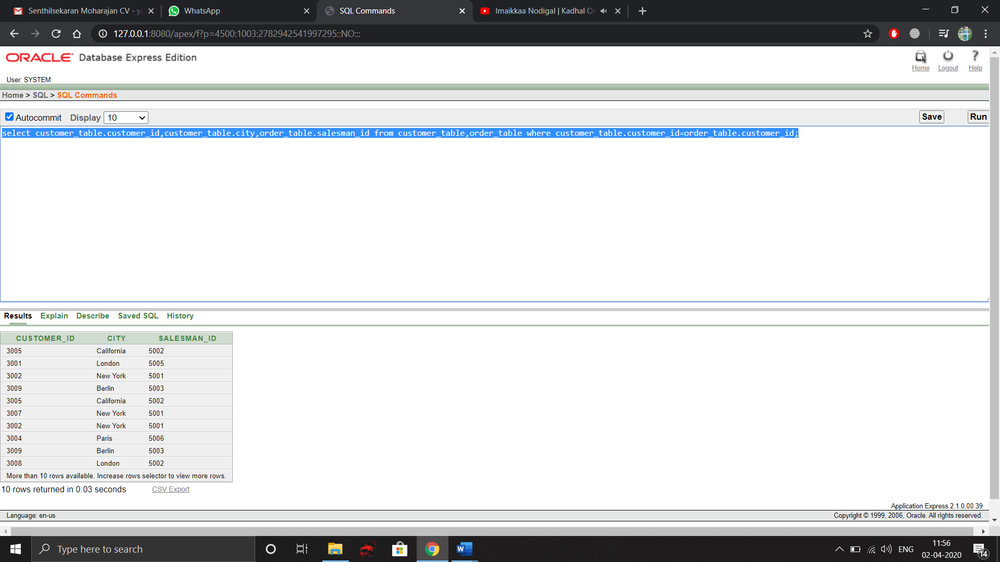 Senthilsekaran Moharajan CV - ya
WhatsApp
SQL Commands
Imaikkaa Nodigal | Kadhal Or
127.0.0.1:8080/apex/f?p=4500:1003:2782942541997295::NO:::
ORACLE Database Express Edition
Home Logout Help
User: SYSTEM
Home > SQL > SQL Commands
Autocommit Display 10 Save Run
select customer_table.customer_id,customer_table.city,order_table.salesman_id from customer_table,order_table where customer_table.customer_id=order_table.customer_id;
Results Explain Describe Saved SQL History
CUSTOMER_ID CITY SALESMAN_ID
3005 California 5002
3001 London 5005
3002 New York 5001
3009 Berlin 5003
3005 California 5002
3007 New York 5001
3002 New York 5001
3004 Paris 5006
3009 Berlin 5003
3008 London 5002
More than 10 rows available. Increase rows selector to view more rows.
10 rows returned in 0.03 seconds CSV Export
Application Express 2.1.0.00.39
Language: en-us Copyright © 1999, 2006, Oracle. All rights reserved.
Type here to search
ENG
11:56
02-04-2020
14